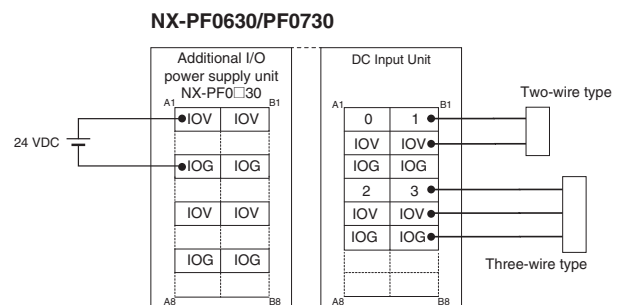 NX-PF0630/PF0730
Additional I/O
power supply unit
NX-PF0□30
DC Input Unit
A1 B1
A1 B1
Two-wire type
24 VDC
IOV IOV
IOG IOG
IOV IOV
IOG IOG
A8 B8
0 1
IOV IOV
IOG IOG
2 3
IOV IOV
IOG IOG
Three-wire type
A8 B8